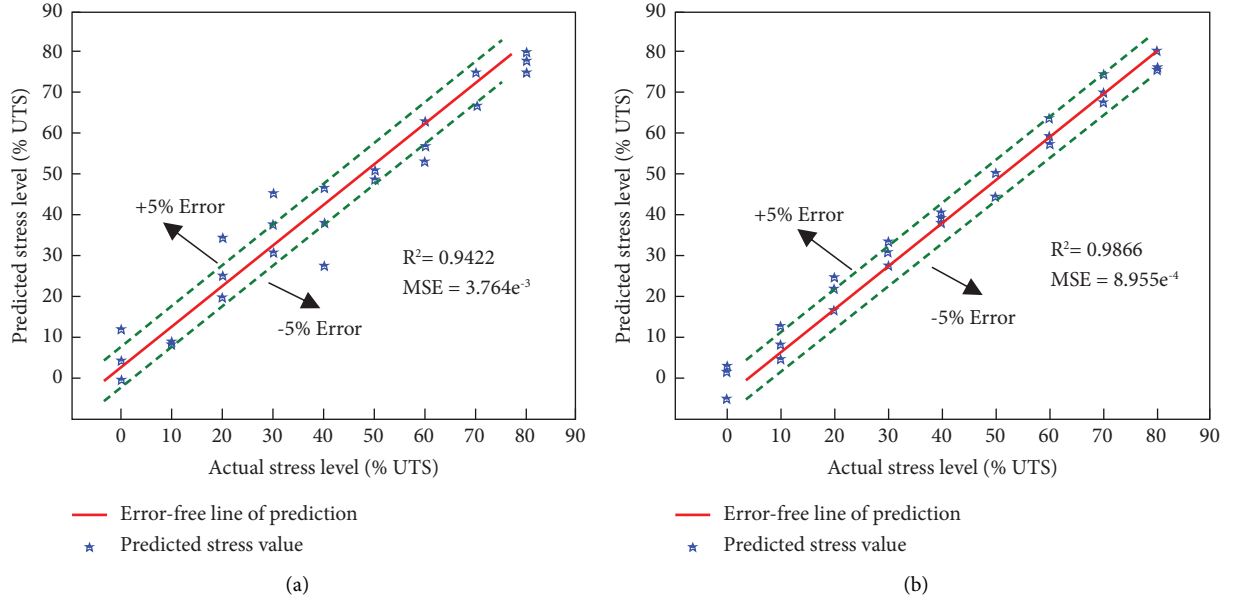 90
80
70
60
50
40
30
20
10
0
Predicted stress level (% UTS)
+5% Error
-5% Error
R²= 0.9422
MSE = 3.764e⁻³
0 10 20 30 40 50 60 70 80 90
Actual stress level (% UTS)
Error-free line of prediction
Predicted stress value
(a)
90
80
70
60
50
40
30
20
10
0
Predicted stress level (% UTS)
+5% Error
-5% Error
R²= 0.9866
MSE = 8.955e⁻⁴
0 10 20 30 40 50 60 70 80 90
Actual stress level (% UTS)
Error-free line of prediction
Predicted stress value
(b)